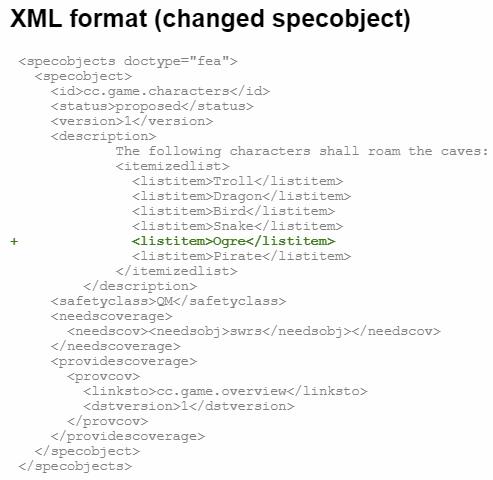 XML format (changed specobject)
<specobjects doctype="fea">
  <specobject>
    <id>cc.game.characters</id>
    <status>proposed</status>
    <version>1</version>
    <description>
            The following characters shall roam the caves:
            <itemizedlist>
              <listitem>Troll</listitem>
              <listitem>Dragon</listitem>
              <listitem>Bird</listitem>
              <listitem>Snake</listitem>
+              <listitem>Ogre</listitem>
              <listitem>Pirate</listitem>
            </itemizedlist>
        </description>
    <safetyclass>QM</safetyclass>
    <needscoverage>
      <needscov><needsobj>swrs</needsobj></needscov>
    </needscoverage>
    <providescoverage>
      <provcov>
        <linksto>cc.game.overview</linksto>
        <dstversion>1</dstversion>
      </provcov>
    </providescoverage>
  </specobject>
</specobjects>